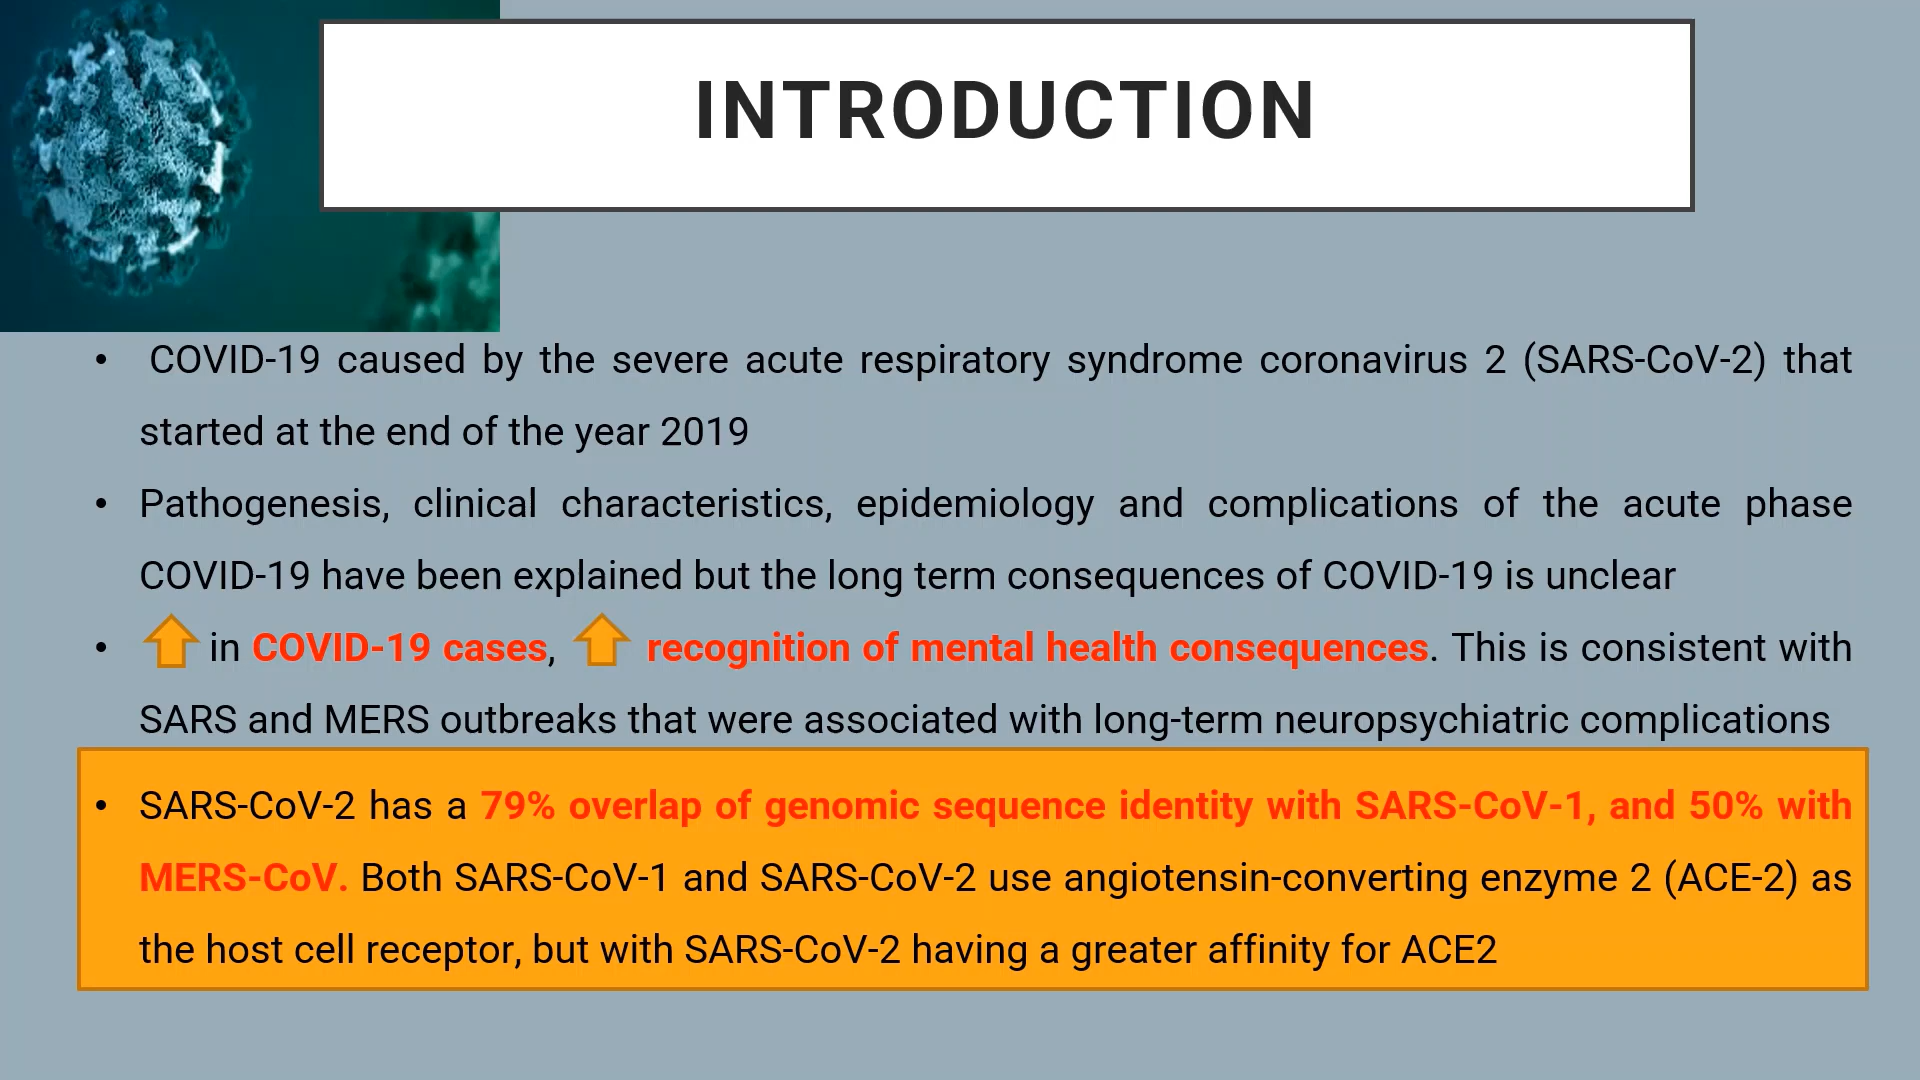 INTRODUCTION
• COVID-19 caused by the severe acute respiratory syndrome coronavirus 2 (SARS-CoV-2) that
started at the end of the year 2019
• Pathogenesis, clinical characteristics, epidemiology and complications of the acute phase
COVID-19 have been explained but the long term consequences of COVID-19 is unclear
• in COVID-19 cases, recognition of mental health consequences. This is consistent with
SARS and MERS outbreaks that were associated with long-term neuropsychiatric complications
• SARS-CoV-2 has a 79% overlap of genomic sequence identity with SARS-CoV-1, and 50% with
MERS-CoV. Both SARS-CoV-1 and SARS-CoV-2 use angiotensin-converting enzyme 2 (ACE-2) as
the host cell receptor, but with SARS-CoV-2 having a greater affinity for ACE2